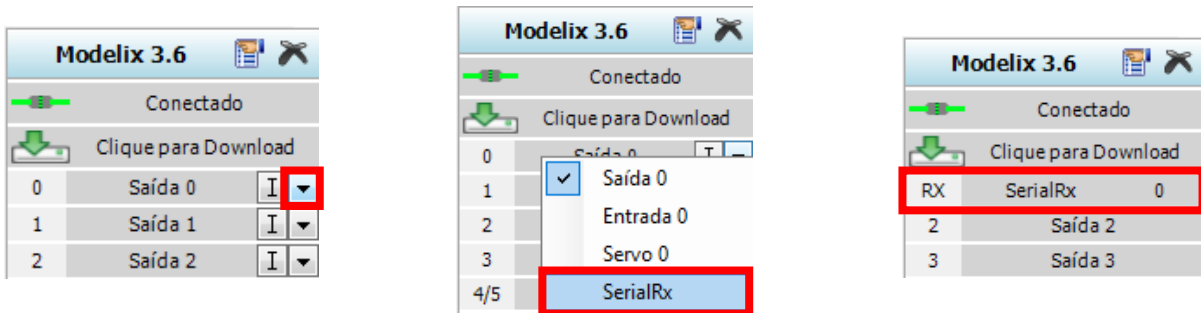 Modelix 3.6
Conectado
Clique para Download
0 Saída 0 I
1 Saída 1 I
2 Saída 2 I
Modelix 3.6
Conectado
Clique para Download
0 Saída 0 I
1 Saída 0
2 Entrada 0
3 Servo 0
4/5 SerialRx
Modelix 3.6
Conectado
Clique para Download
RX SerialRx 0
2 Saída 2
3 Saída 3